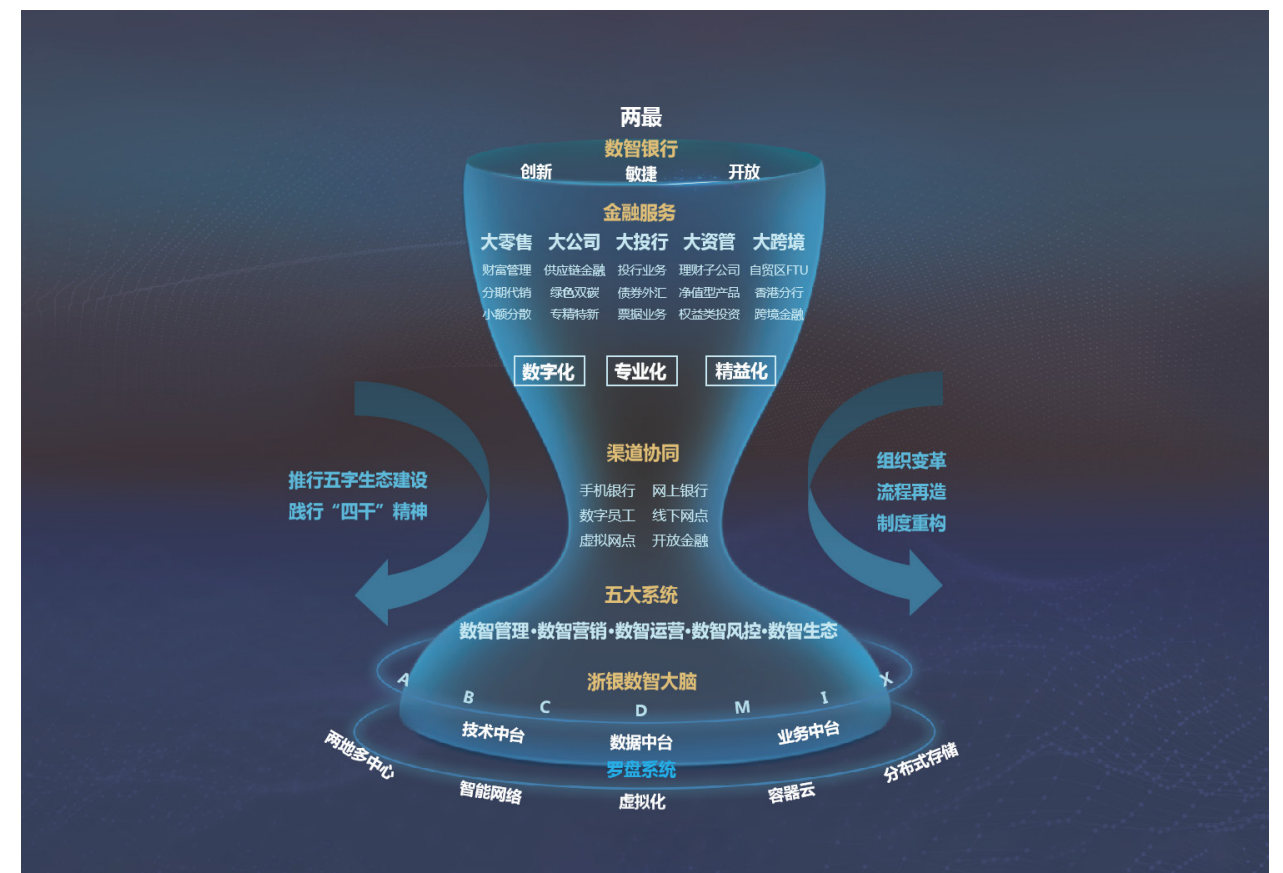 两最
数智银行
创新 敏捷 开放
金融服务
大零售 大公司 大投行 大资管 大跨境
财富管理 供应链金融 投行业务 理财子公司 自贸区FTU
分期代销 绿色双碳 债券外汇 净值型产品 香港分行
小额分散 专精特新 票据业务 权益类投资 跨境金融
数字化 专业化 精益化
渠道协同
手机银行 网上银行
数字员工 线下网点
虚拟网点 开放金融
推行五字生态建设
践行“四干”精神
组织变革
流程再造
制度重构
五大系统
数智管理·数智营销·数智运营·数智风控·数智生态
浙银数智大脑
A B C D M I X
技术中台 数据中台 业务中台
罗盘系统
两地多中心 智能网络 虚拟化 容器云 分布式存储